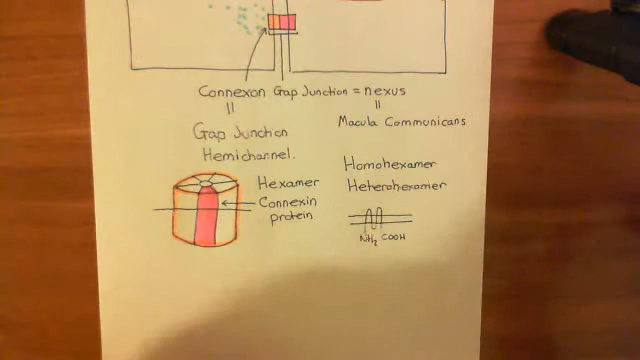 Connexon Gap Junction = nexus
=
=
Gap Junction
Hemichannel.
Macula Communicans
Hexamer
Connexin
protein
Homohexamer
Heterohexamer
NH2 COOH